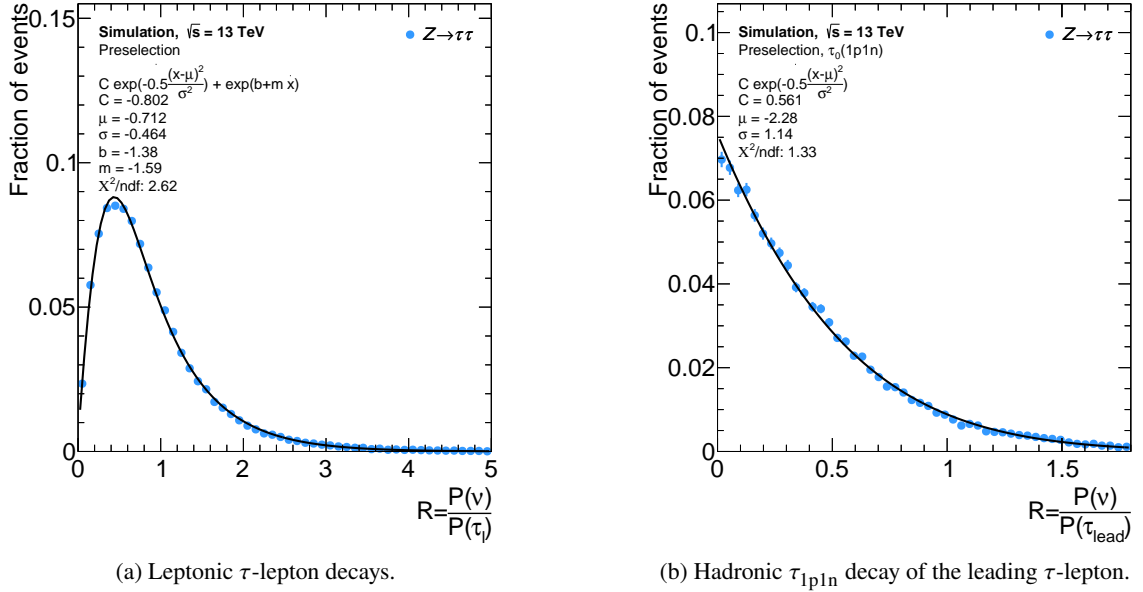 Simulation, √s = 13 TeV
Preselection
C exp(-0.5 (x-μ)²/σ²) + exp(b+m x)
C = -0.802
μ = -0.712
σ = -0.464
b = -1.38
m = -1.59
Χ²/ndf: 2.62
Z→ττ
Fraction of events
0.15
0.1
0.05
0
0 1 2 3 4 5
R= P(ν)/P(τ_l)
(a) Leptonic τ-lepton decays.
Simulation, √s = 13 TeV
Preselection, τ₀(1p1n)
C exp(-0.5 (x-μ)²/σ²)
C = 0.561
μ = -2.28
σ = 1.14
Χ²/ndf: 1.33
Z→ττ
Fraction of events
0.1
0.08
0.06
0.04
0.02
0
0 0.5 1 1.5
R= P(ν)/P(τ_lead)
(b) Hadronic τ_1p1n decay of the leading τ-lepton.